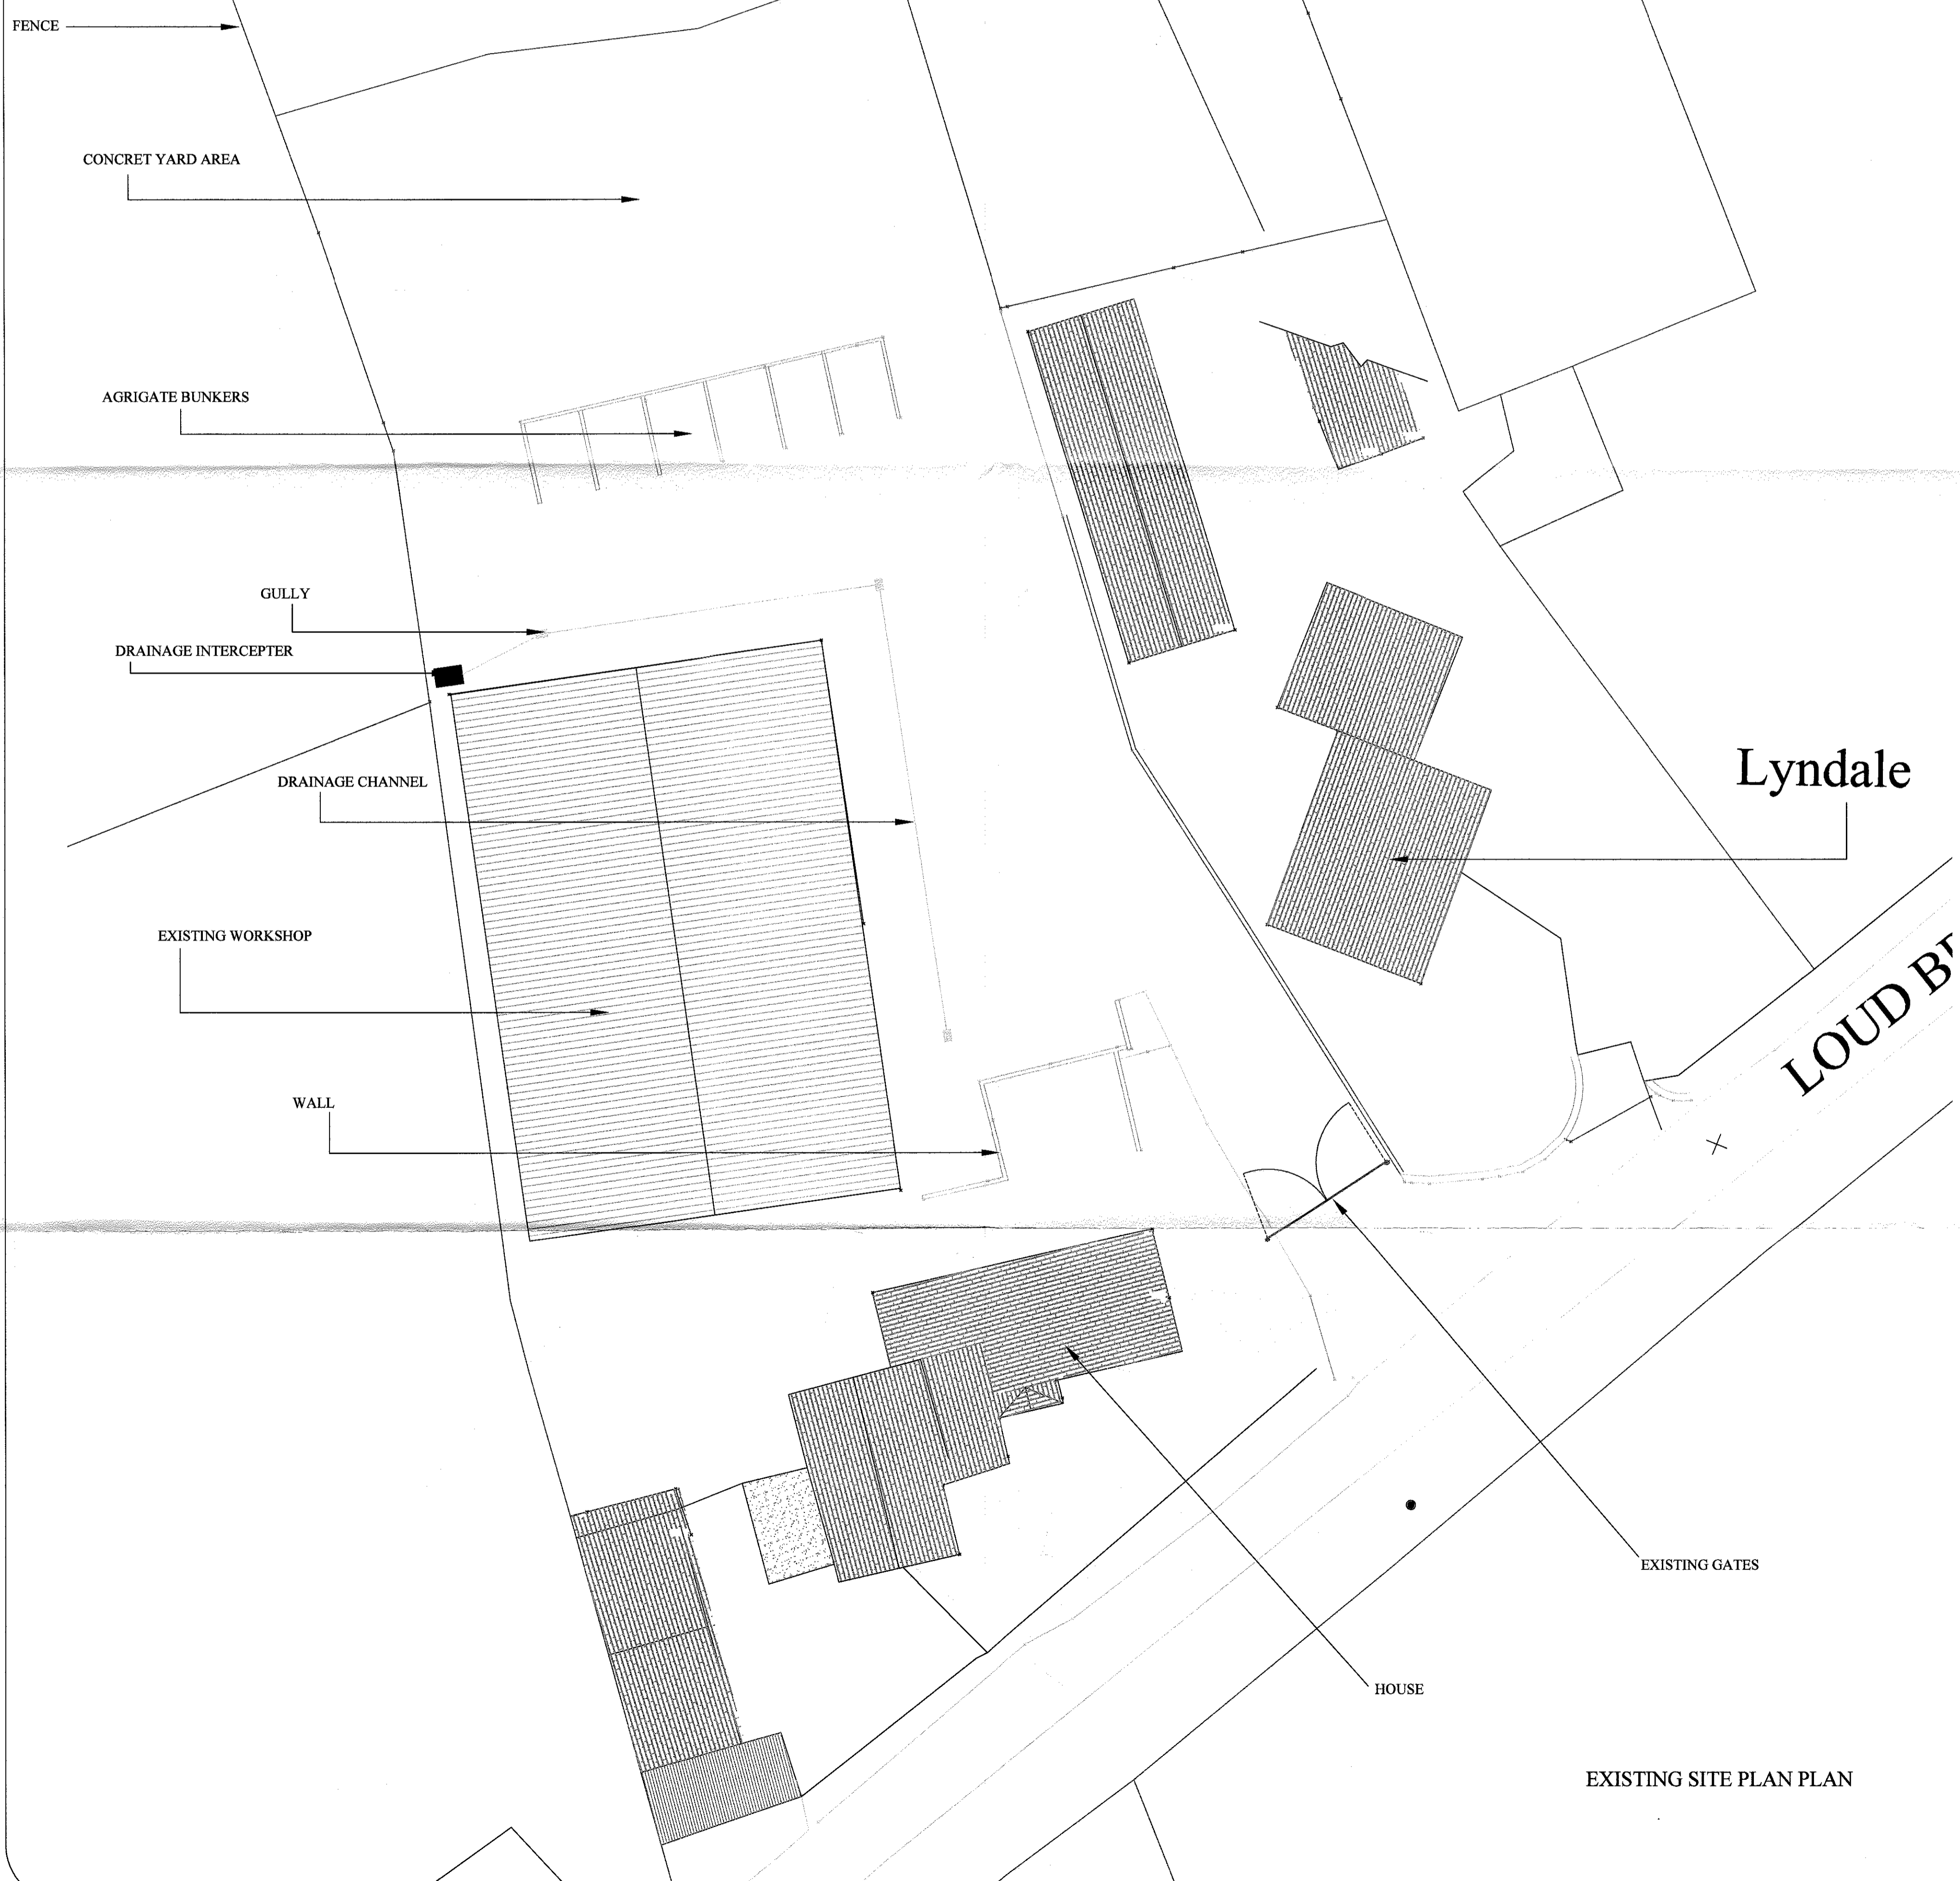 FENCE
CONCRET YARD AREA
AGRIGATE BUNKERS
GULLY
DRAINAGE INTERCEPTER
DRAINAGE CHANNEL
Lyndale
EXISTING WORKSHOP
LOUD
WALL
EXISTING GATES
HOUSE
EXISTING SITE PLAN PLAN